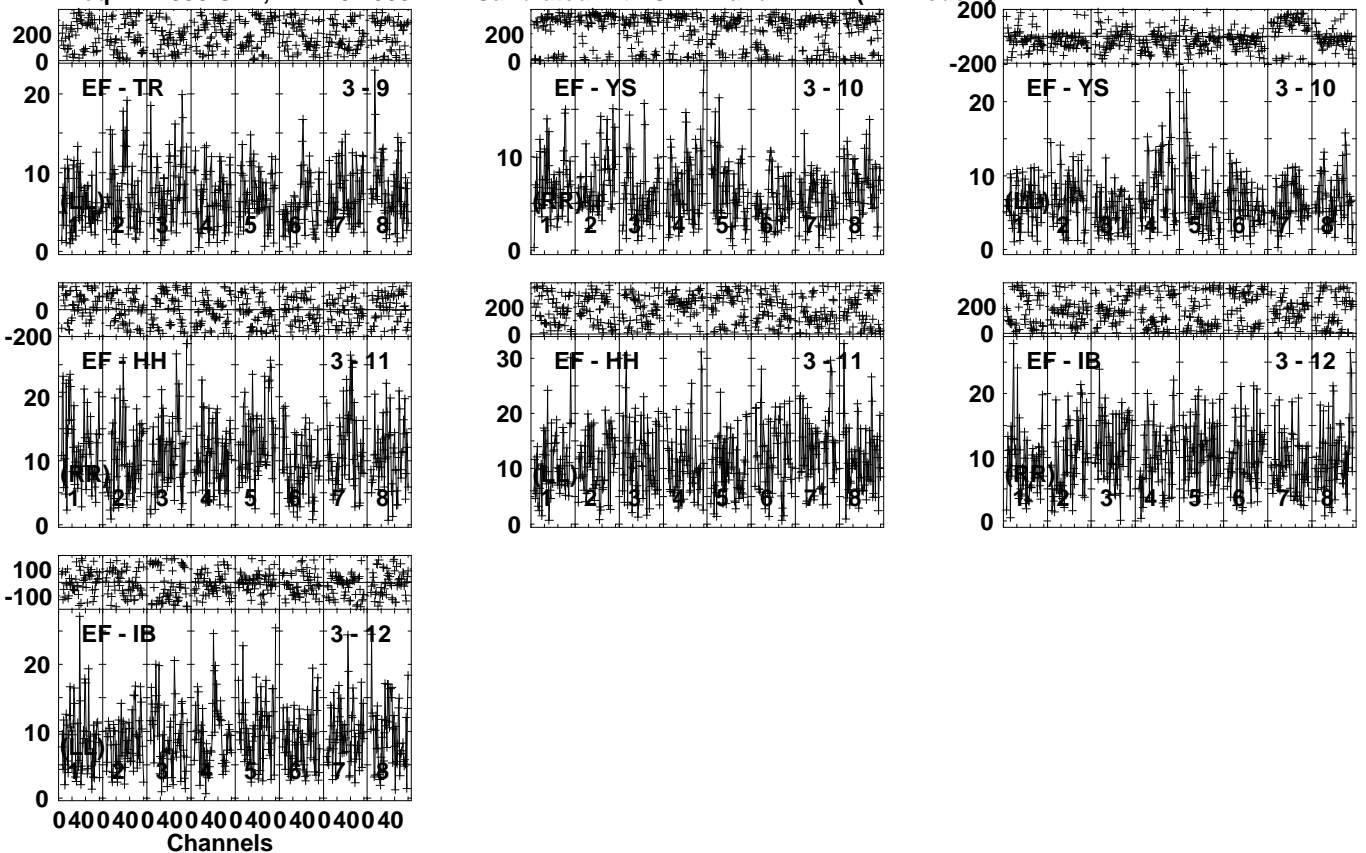 200
0
EF - TR 3 - 9
20
10
0
(LL)
1 2 3 4 5 6 7 8
200
0
EF - YS 3 - 10
10
0
(RR)
1 2 3 4 5 6 7 8
200
-200
EF - YS 3 - 10
20
10
0
(LL)
1 2 3 4 5 6 7 8
0
-200
EF - HH 3 - 11
20
10
0
(RR)
1 2 3 4 5 6 7 8
200
0
EF - HH 3 - 11
30
20
10
0
(LL)
1 2 3 4 5 6 7 8
200
0
EF - IB 3 - 12
20
10
0
(RR)
1 2 3 4 5 6 7 8
100
-100
EF - IB 3 - 12
20
10
0
(LL)
1 2 3 4 5 6 7 8
0 40 0 40 0 40 0 40 0 40 0 40 0 40 0 40
Channels